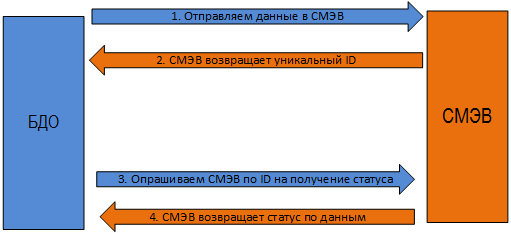 1. Отправляем данные в СМЭВ
2. СМЭВ возвращает уникальный ID
БДО
СМЭВ
3. Опрашиваем СМЭВ по ID на получение статуса
4. СМЭВ возвращает статус по данным